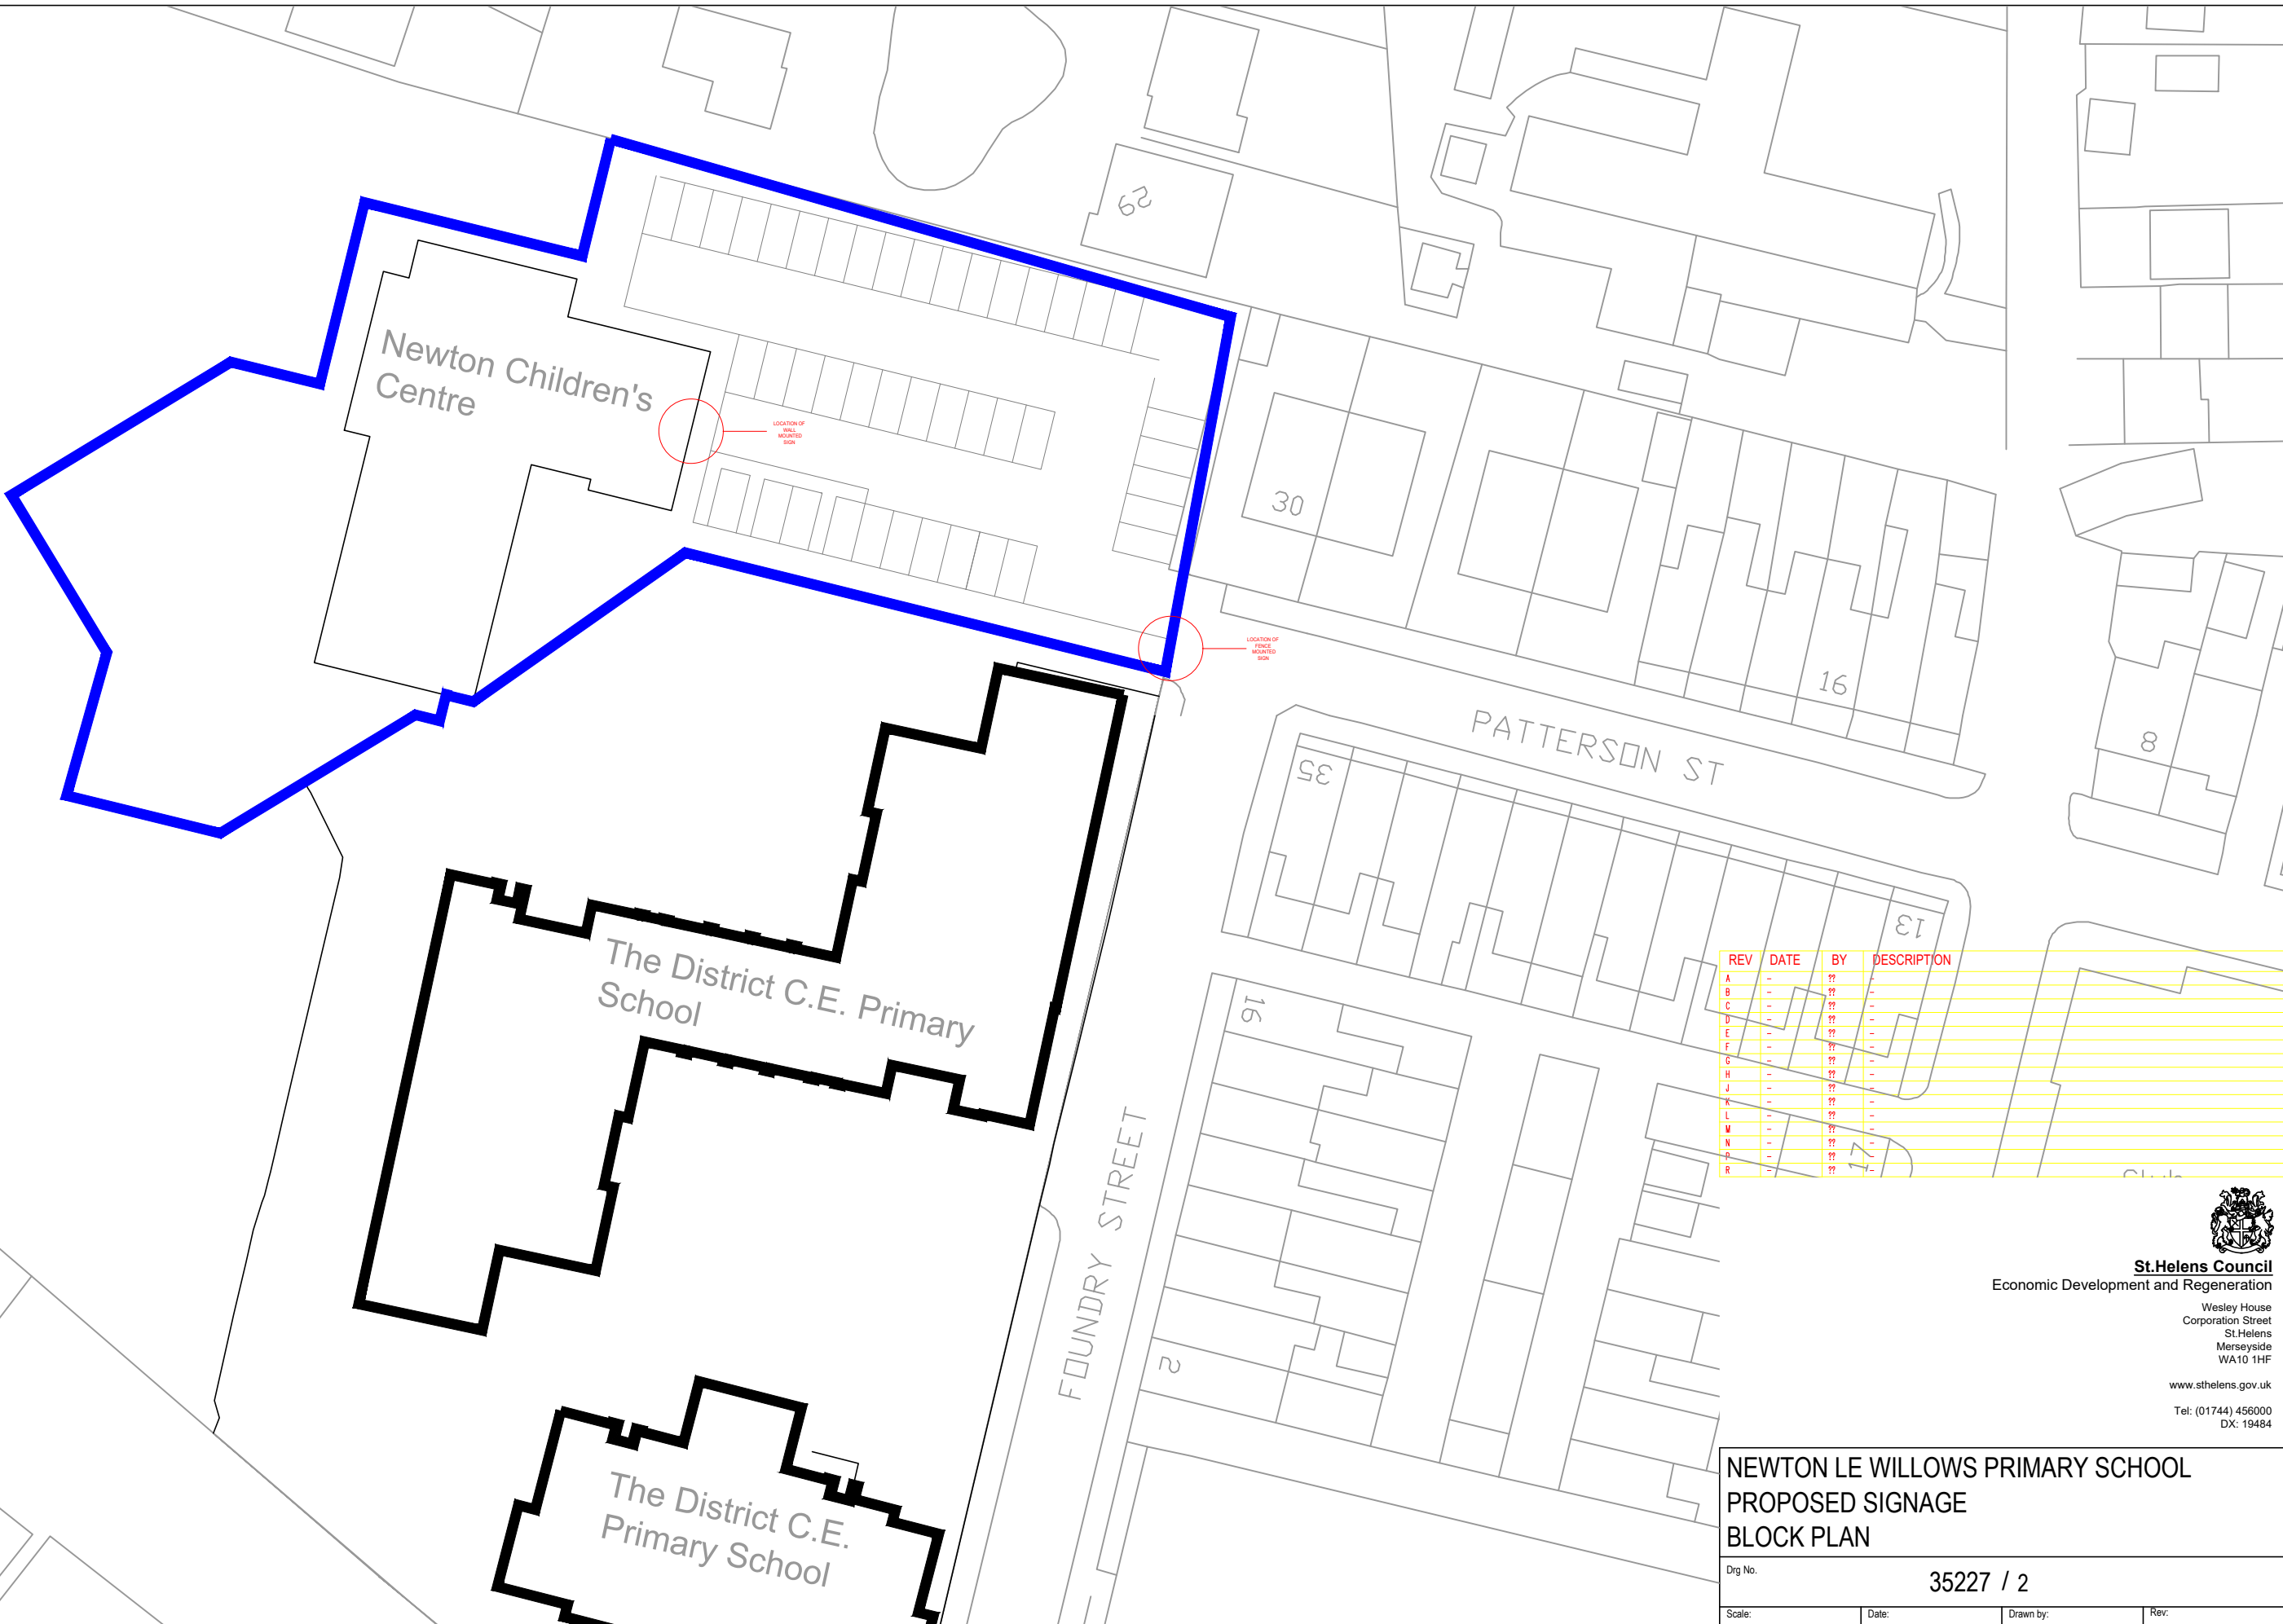 59
Newton Children's
Centre
LOCATION OF
WALL
MOUNTED
SIGN
30
LOCATION OF
FENCE
MOUNTED
SIGN
16
PATTERSON ST
8
35
13
The District C.E. Primary
School
16
REV DATE BY DESCRIPTION
A - ?? -
B - ?? -
C - ?? -
D - ?? -
E - ?? -
F - ?? -
G - ?? -
H - ?? -
J - ?? -
K - ?? -
L - ?? -
M - ?? -
N - ?? -
P - ?? -
R - ?? -
17
FOUNDRY STREET
2
St.Helens Council
Economic Development and Regeneration
Wesley House
Corporation Street
St.Helens
Merseyside
WA10 1HF
www.sthelens.gov.uk
Tel: (01744) 456000
DX: 19484
The District C.E.
Primary School
NEWTON LE WILLOWS PRIMARY SCHOOL
PROPOSED SIGNAGE
BLOCK PLAN
Drg No.
35227 / 2
Scale: Date: Drawn by: Rev: